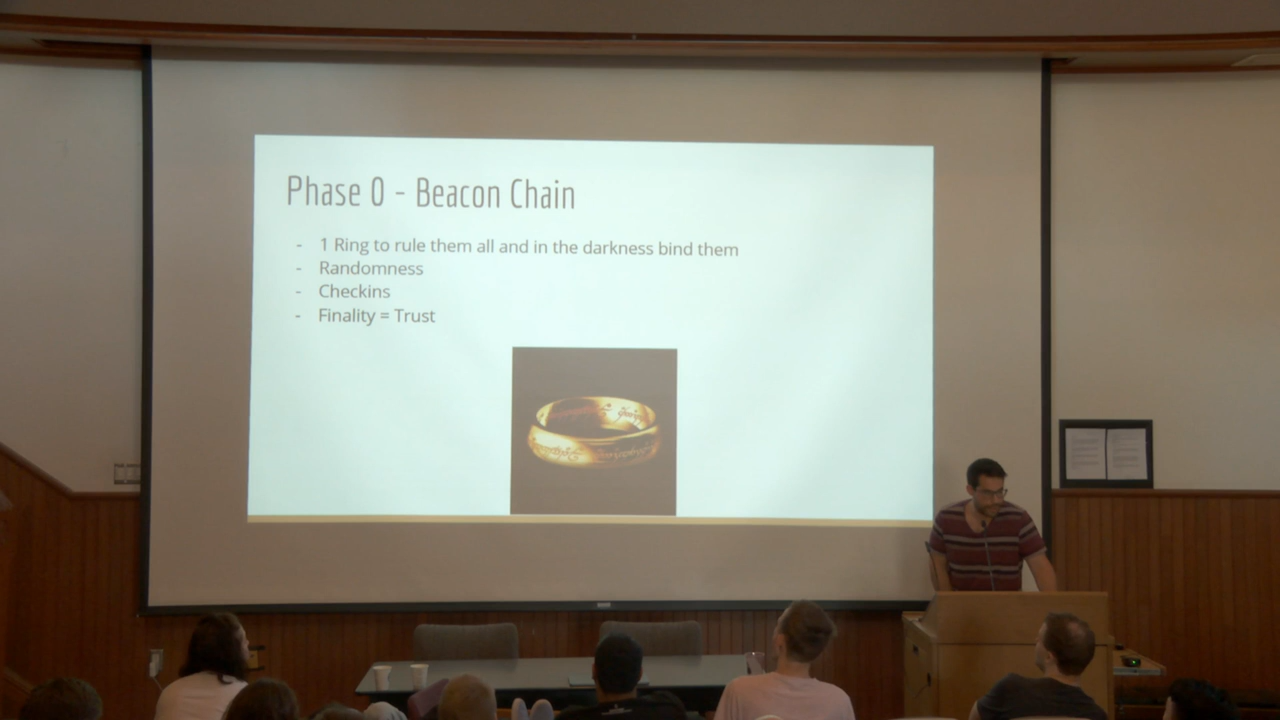 Phase 0 - Beacon Chain
- 1 Ring to rule them all and in the darkness bind them
- Randomness
- Checkins
- Finality = Trust